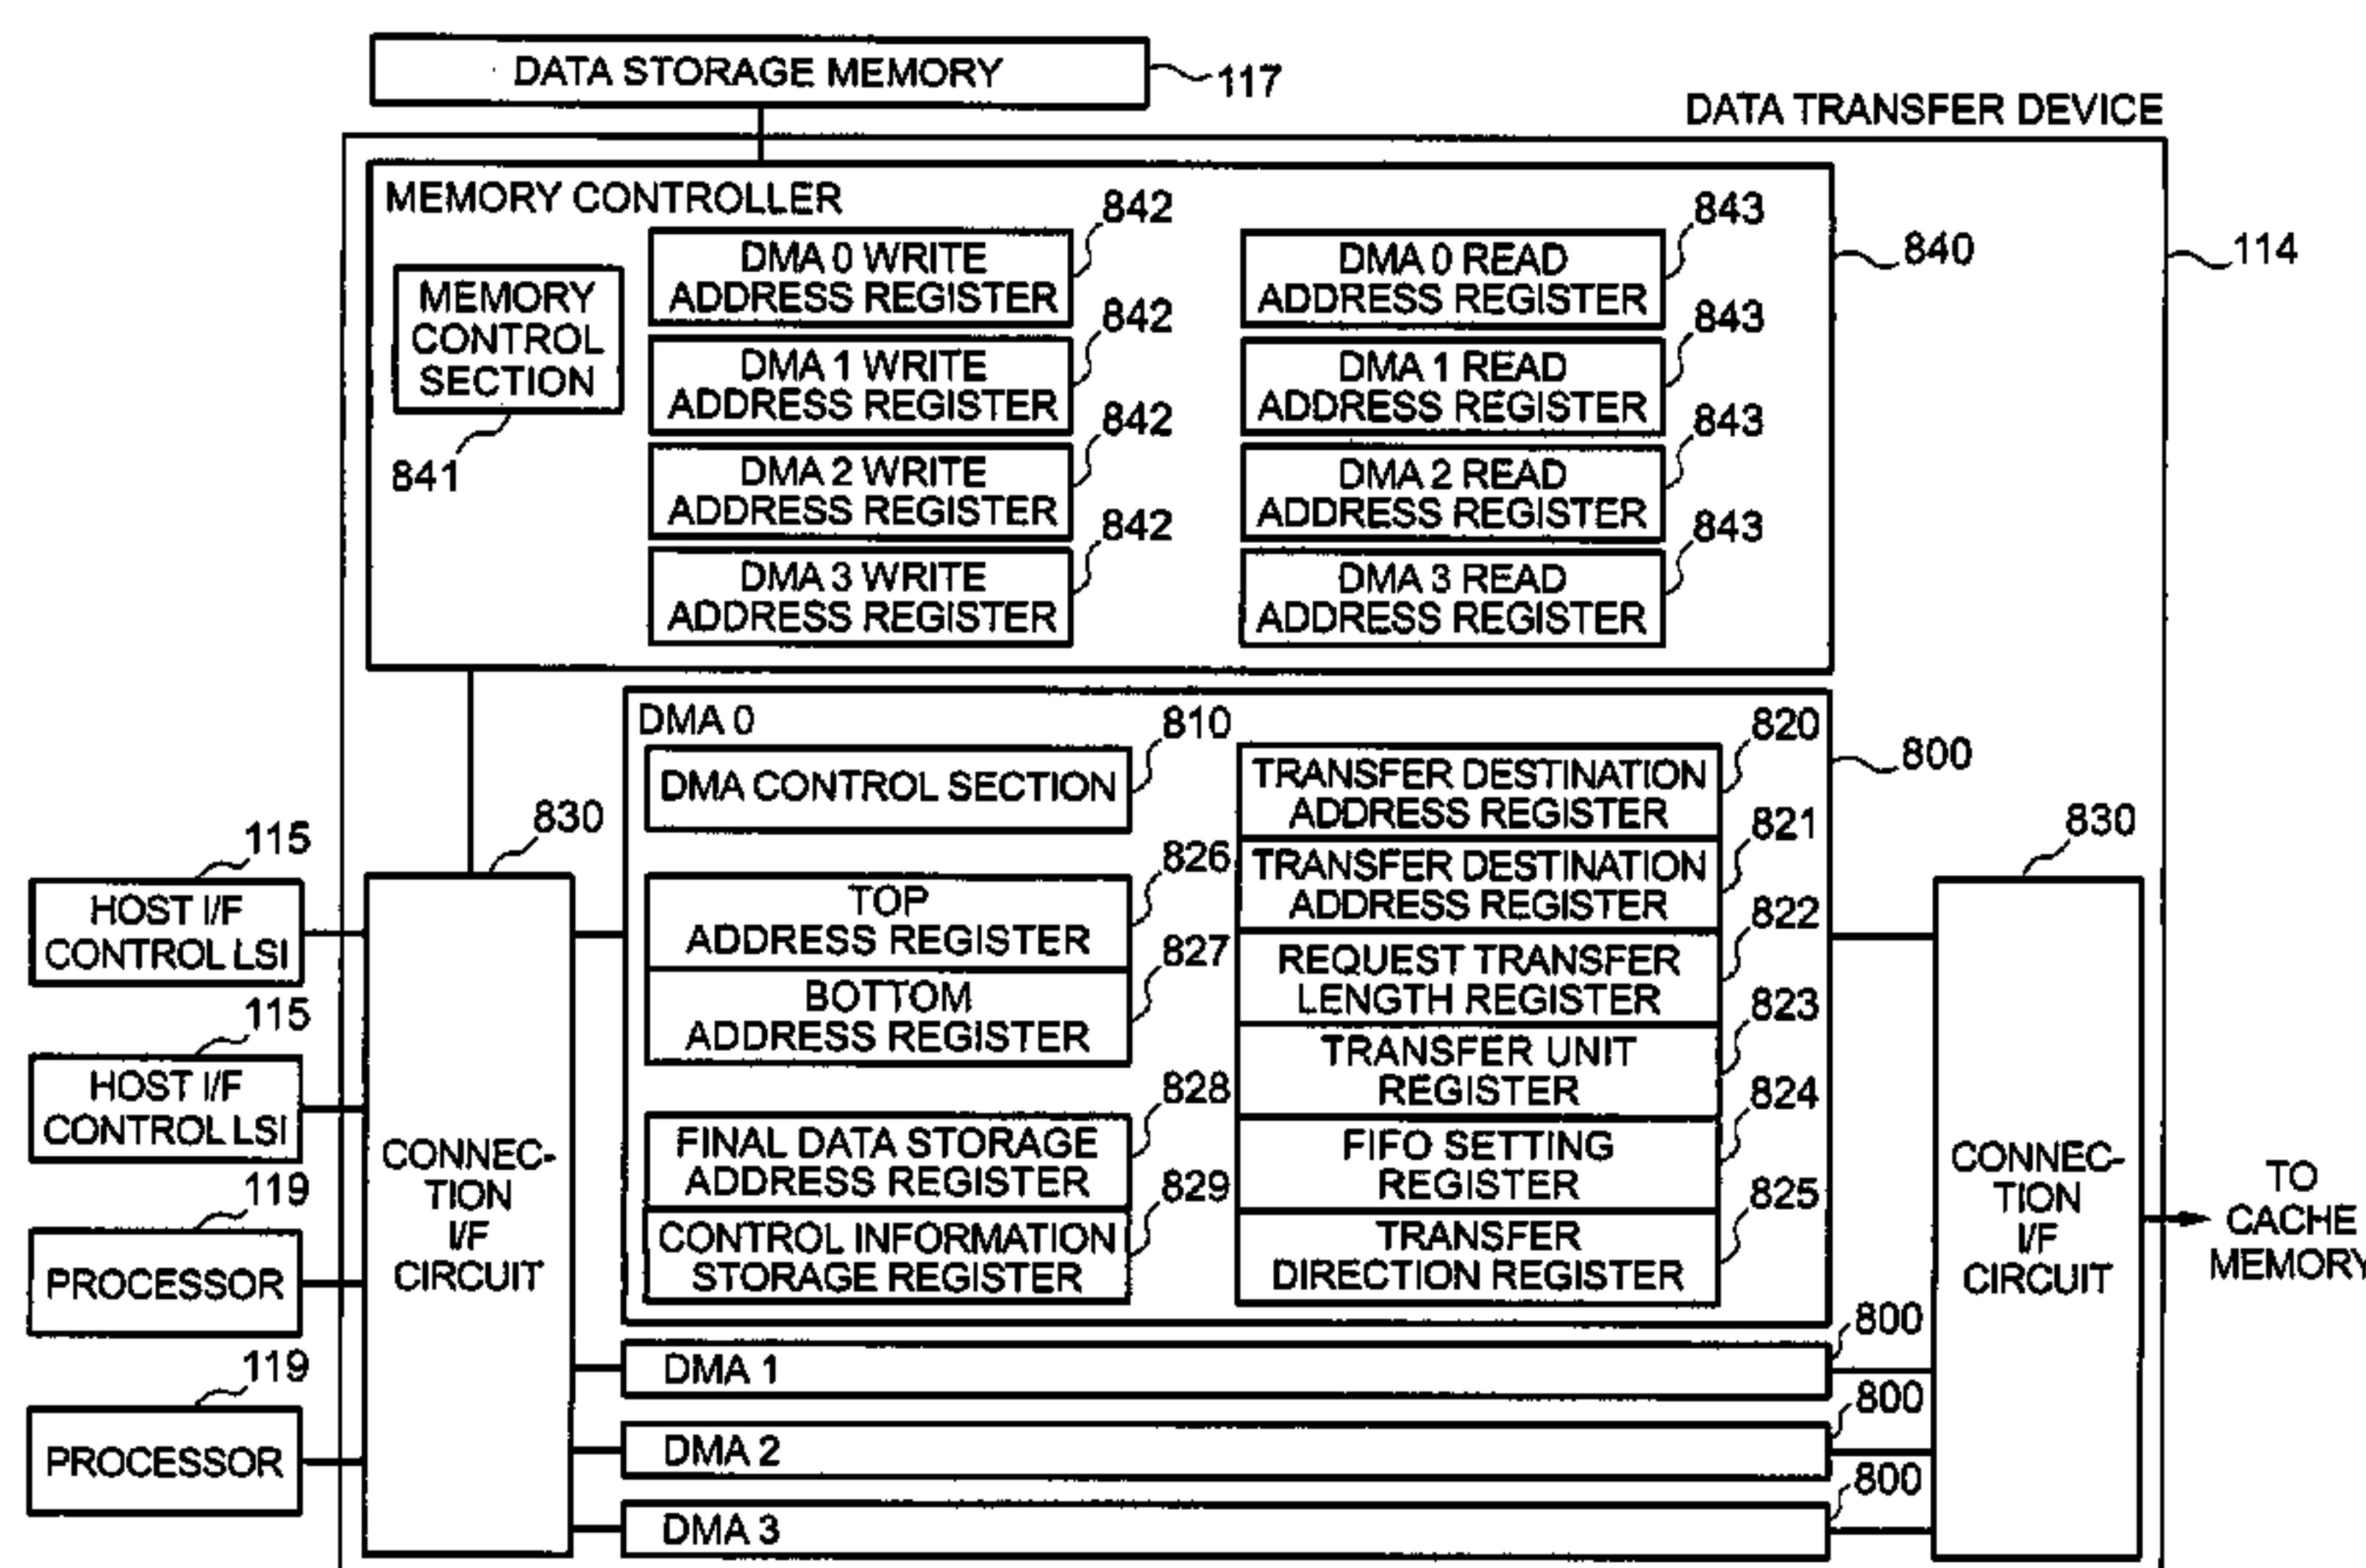 DATA STORAGE MEMORY
117
DATA TRANSFER DEVICE
114
MEMORY CONTROLLER
840
MEMORY
CONTROL
SECTION
841
842
DMA 0 WRITE
ADDRESS REGISTER
842
DMA 1 WRITE
ADDRESS REGISTER
842
DMA 2 WRITE
ADDRESS REGISTER
842
DMA 3 WRITE
ADDRESS REGISTER
843
DMA 0 READ
ADDRESS REGISTER
843
DMA 1 READ
ADDRESS REGISTER
843
DMA 2 READ
ADDRESS REGISTER
843
DMA 3 READ
ADDRESS REGISTER
115
HOST I/F
CONTROL LSI
115
HOST I/F
CONTROL LSI
119
PROCESSOR
119
PROCESSOR
830
CONNEC-
TION
I/F
CIRCUIT
DMA 0
800
810
DMA CONTROL SECTION
826
TOP
ADDRESS REGISTER
827
BOTTOM
ADDRESS REGISTER
828
FINAL DATA STORAGE
ADDRESS REGISTER
829
CONTROL INFORMATION
STORAGE REGISTER
820
TRANSFER DESTINATION
ADDRESS REGISTER
821
TRANSFER DESTINATION
ADDRESS REGISTER
822
REQUEST TRANSFER
LENGTH REGISTER
823
TRANSFER UNIT
REGISTER
824
FIFO SETTING
REGISTER
825
TRANSFER
DIRECTION REGISTER
800
DMA 1
800
DMA 2
800
DMA 3
830
CONNEC-
TION
I/F
CIRCUIT
TO
CACHE
MEMORY